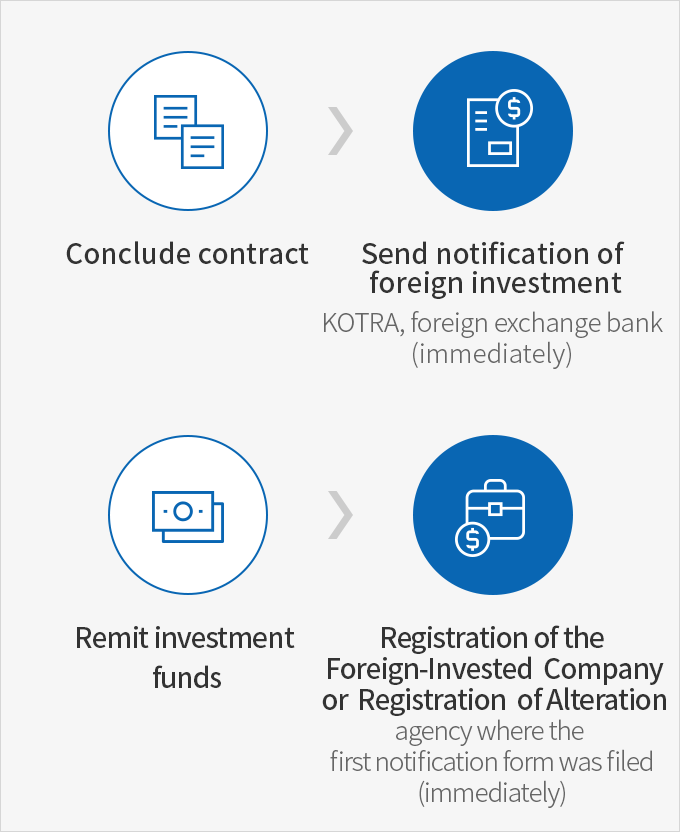 Conclude contract
Send notification of
foreign investment
KOTRA, foreign exchange bank
(immediately)
Remit investment
funds
Registration of the
Foreign-Invested Company
or Registration of Alteration
agency where the
first notification form was filed
(immediately)